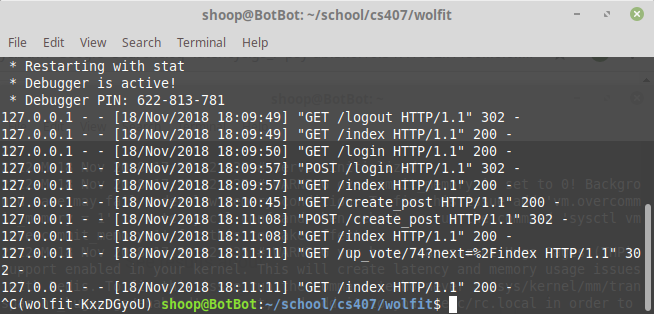 shoop@BotBot: ~/school/cs407/wolfit
File Edit View Search Terminal Help
 * Restarting with stat
 * Debugger is active!
 * Debugger PIN: 622-813-781
127.0.0.1 - - [18/Nov/2018 18:09:49] "GET /logout HTTP/1.1" 302 -
127.0.0.1 - - [18/Nov/2018 18:09:49] "GET /index HTTP/1.1" 200 -
127.0.0.1 - - [18/Nov/2018 18:09:50] "GET /login HTTP/1.1" 200 -
127.0.0.1 - - [18/Nov/2018 18:09:57] "POST /login HTTP/1.1" 302 -
127.0.0.1 - - [18/Nov/2018 18:09:57] "GET /index HTTP/1.1" 200 -
127.0.0.1 - - [18/Nov/2018 18:10:45] "GET /create_post HTTP/1.1" 200 -
127.0.0.1 - - [18/Nov/2018 18:11:08] "POST /create_post HTTP/1.1" 302 -
127.0.0.1 - - [18/Nov/2018 18:11:08] "GET /index HTTP/1.1" 200 -
127.0.0.1 - - [18/Nov/2018 18:11:11] "GET /up_vote/74?next=%2Findex HTTP/1.1" 30
2 -
127.0.0.1 - - [18/Nov/2018 18:11:11] "GET /index HTTP/1.1" 200 -
^C(wolfit-KxzDGyoU) shoop@BotBot:~/school/cs407/wolfit$